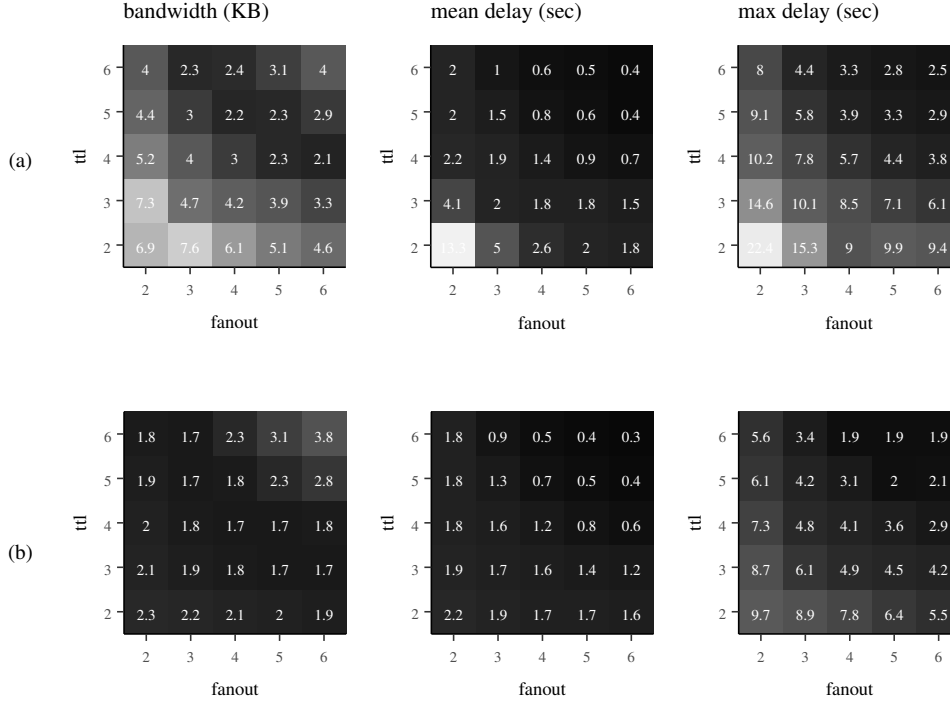 bandwidth (KB) mean delay (sec) max delay (sec)
6 4 2.3 2.4 3.1 4 6 2 1 0.6 0.5 0.4 6 8 4.4 3.3 2.8 2.5
5 4.4 3 2.2 2.3 2.9 5 2 1.5 0.8 0.6 0.4 5 9.1 5.8 3.9 3.3 2.9
(a) ttl 4 5.2 4 3 2.3 2.1 ttl 4 2.2 1.9 1.4 0.9 0.7 ttl 4 10.2 7.8 5.7 4.4 3.8
3 7.3 4.7 4.2 3.9 3.3 3 4.1 2 1.8 1.8 1.5 3 14.6 10.1 8.5 7.1 6.1
2 6.9 7.6 6.1 5.1 4.6 2 13.3 5 2.6 2 1.8 2 22.4 15.3 9 9.9 9.4
2 3 4 5 6 2 3 4 5 6 2 3 4 5 6
fanout fanout fanout
6 1.8 1.7 2.3 3.1 3.8 6 1.8 0.9 0.5 0.4 0.3 6 5.6 3.4 1.9 1.9 1.9
5 1.9 1.7 1.8 2.3 2.8 5 1.8 1.3 0.7 0.5 0.4 5 6.1 4.2 3.1 2 2.1
(b) ttl 4 2 1.8 1.7 1.7 1.8 ttl 4 1.8 1.6 1.2 0.8 0.6 ttl 4 7.3 4.8 4.1 3.6 2.9
3 2.1 1.9 1.8 1.7 1.7 3 1.9 1.7 1.6 1.4 1.2 3 8.7 6.1 4.9 4.5 4.2
2 2.3 2.2 2.1 2 1.9 2 2.2 1.9 1.7 1.7 1.6 2 9.7 8.9 7.8 6.4 5.5
2 3 4 5 6 2 3 4 5 6 2 3 4 5 6
fanout fanout fanout